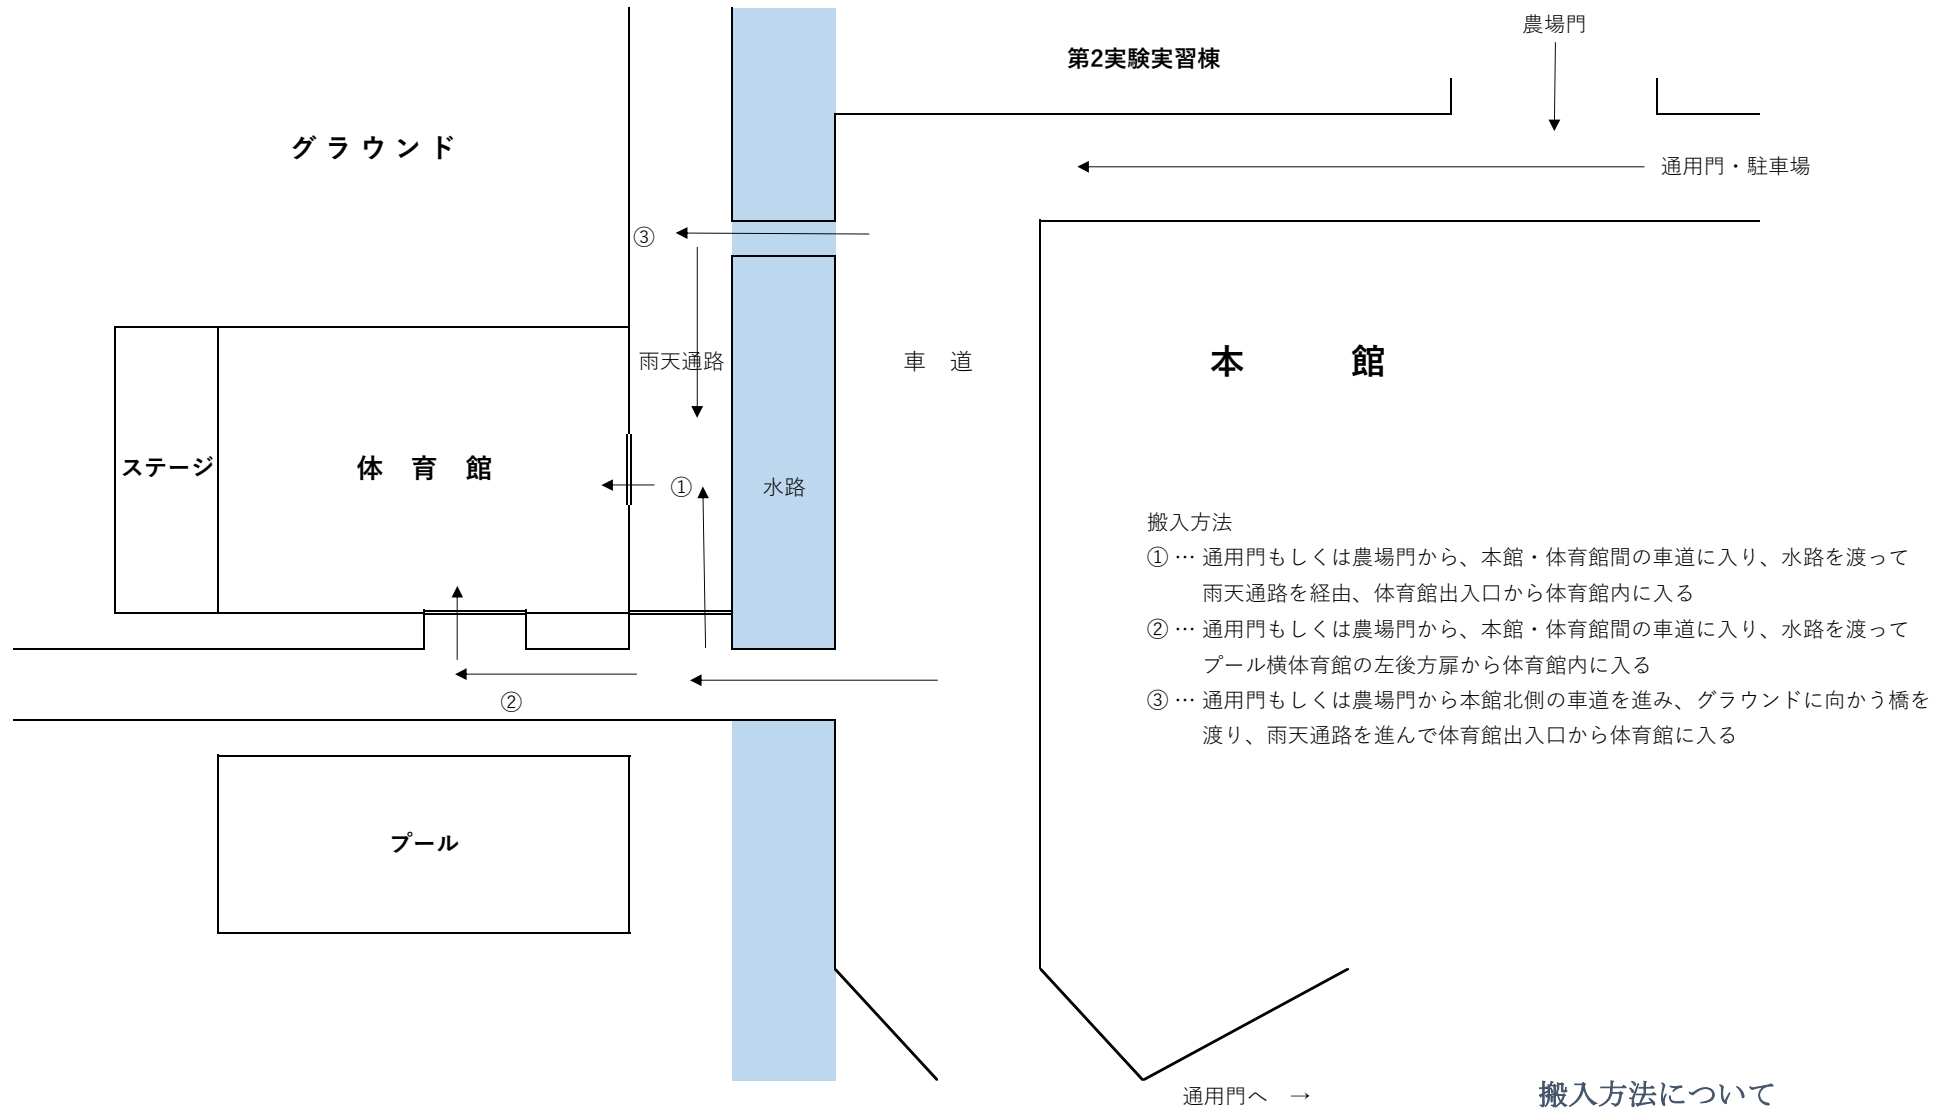 農場門
第2実験実習棟
グラウンド
通用門・駐車場
③
雨天通路
車　道
本　館
ステージ
体　育　館
①
水路
搬入方法
① … 通用門もしくは農場門から、本館・体育館間の車道に入り、水路を渡って
雨天通路を経由、体育館出入口から体育館内に入る
② … 通用門もしくは農場門から、本館・体育館間の車道に入り、水路を渡って
プール横体育館の左後方扉から体育館内に入る
③ … 通用門もしくは農場門から本館北側の車道を進み、グラウンドに向かう橋を
渡り、雨天通路を進んで体育館出入口から体育館に入る
②
プール
通用門へ　→
搬入方法について